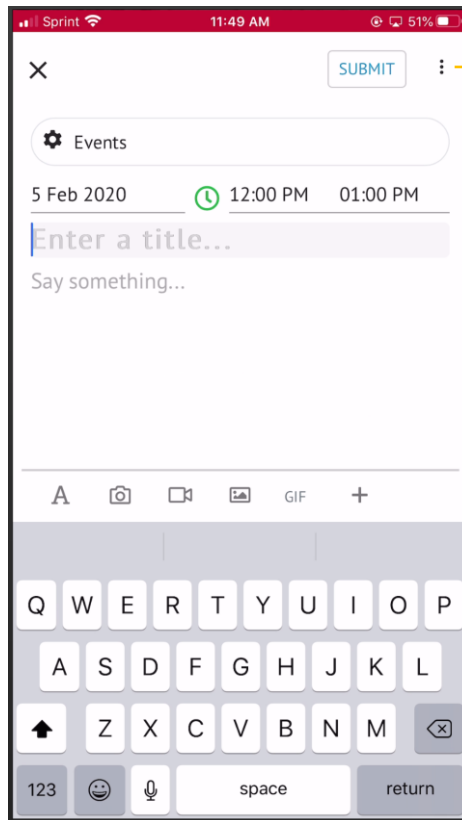 Sprint 11:49 AM 51%
SUBMIT
Events
5 Feb 2020 12:00 PM 01:00 PM
Enter a title...
Say something...
A GIF +
Q W E R T Y U I O P
A S D F G H J K L
Z X C V B N M
123 space return